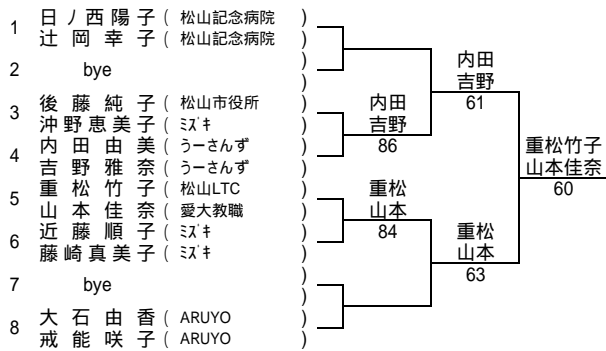 1 日ノ西陽子 ( 松山記念病院 )
辻岡幸子 ( 松山記念病院 )
2 bye )
3 後藤純子 ( 松山市役所 )
沖野恵美子 ( ミズキ )
4 内田由美 ( うーさんず )
吉野雅奈 ( うーさんず )
5 重松竹子 ( 松山LTC )
山本佳奈 ( 愛大教職 )
6 近藤順子 ( ミズキ )
藤崎真美子 ( ミズキ )
7 bye )
8 大石由香 ( ARUYO )
戒能咲子 ( ARUYO )
内田
吉野
86
重松
山本
84
内田
吉野
61
重松
山本
63
重松竹子
山本佳奈
60